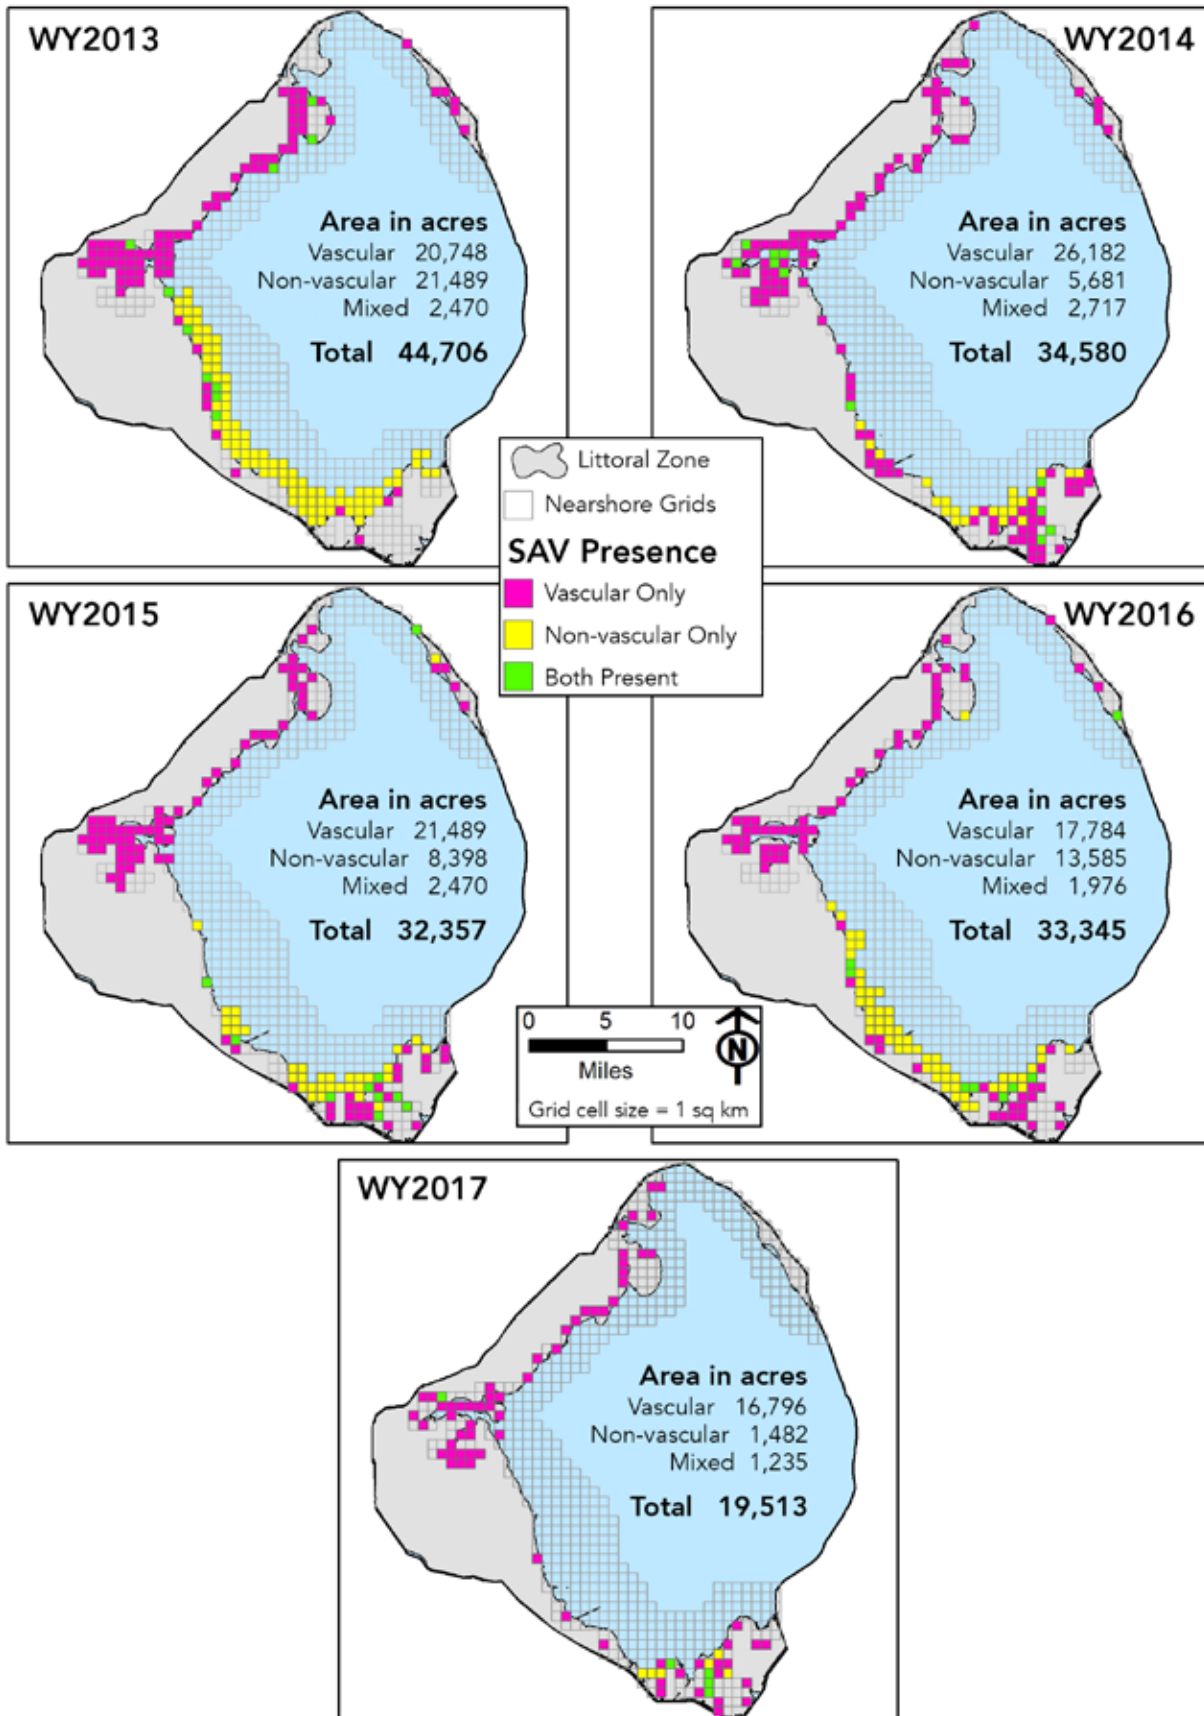 WY2013
Area in acres
Vascular 20,748
Non-vascular 21,489
Mixed 2,470
Total 44,706
WY2014
Area in acres
Vascular 26,182
Non-vascular 5,681
Mixed 2,717
Total 34,580
Littoral Zone
Nearshore Grids
SAV Presence
Vascular Only
Non-vascular Only
Both Present
WY2015
Area in acres
Vascular 21,489
Non-vascular 8,398
Mixed 2,470
Total 32,357
WY2016
Area in acres
Vascular 17,784
Non-vascular 13,585
Mixed 1,976
Total 33,345
0 5 10
Miles
N
Grid cell size = 1 sq km
WY2017
Area in acres
Vascular 16,796
Non-vascular 1,482
Mixed 1,235
Total 19,513